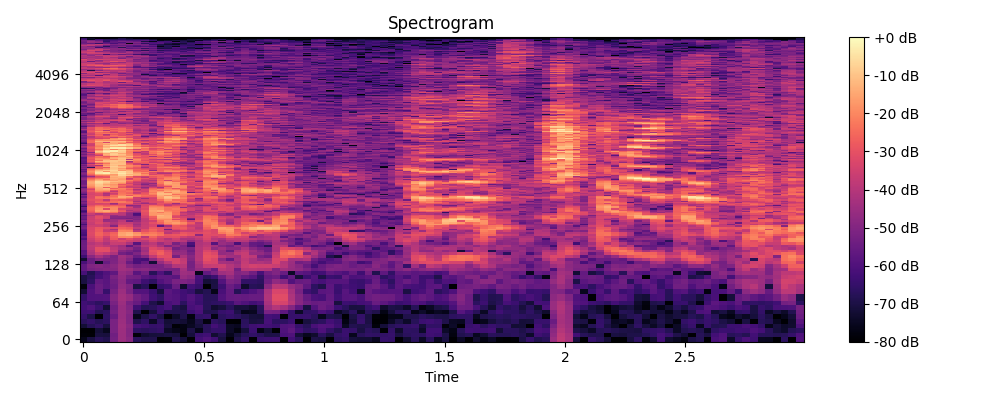 Spectrogram
Hz
4096
2048
1024
512
256
128
64
0
0
0.5
1
1.5
2
2.5
Time
+0 dB
-10 dB
-20 dB
-30 dB
-40 dB
-50 dB
-60 dB
-70 dB
-80 dB